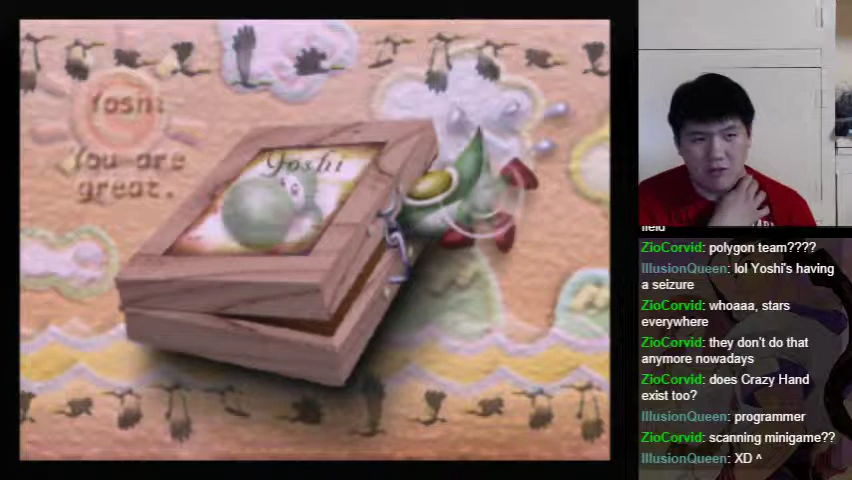 Yoshi
You are
great.
Yoshi
field
ZioCorvid: polygon team????
IllusionQueen: lol Yoshi's having
a seizure
ZioCorvid: whoaaa, stars
everywhere
ZioCorvid: they don't do that
anymore nowadays
ZioCorvid: does Crazy Hand
exist too?
IllusionQueen: programmer
ZioCorvid: scanning minigame??
IllusionQueen: XD ^